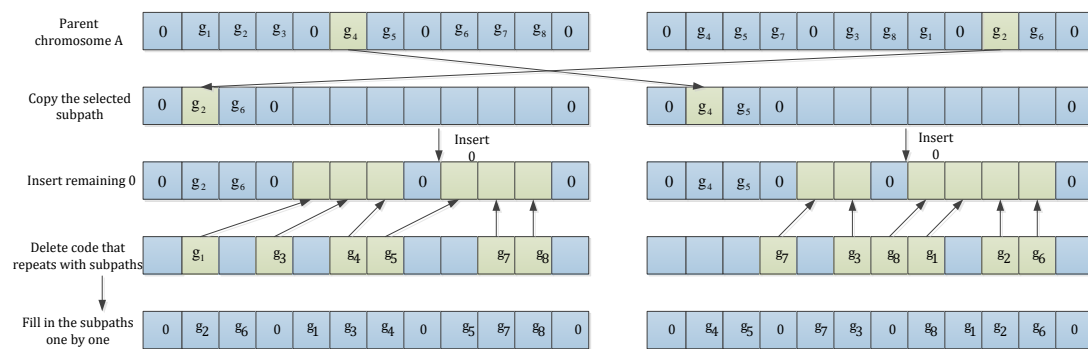 Parent
chromosome A
0 g1 g2 g3 0 g4 g5 0 g6 g7 g8 0
0 g4 g5 g7 0 g3 g8 g1 0 g2 g6 0
Copy the selected
subpath
0 g2 g6 0 0
0 g4 g5 0 0
Insert
0
Insert
0
Insert remaining 0
0 g2 g6 0 0 0
0 g4 g5 0 0 0
Delete code that
repeats with subpaths
g1 g3 g4 g5 g7 g8
g7 g3 g8 g1 g2 g6
Fill in the subpaths
one by one
0 g2 g6 0 g1 g3 g4 0 g5 g7 g8 0
0 g4 g5 0 g7 g3 0 g8 g1 g2 g6 0